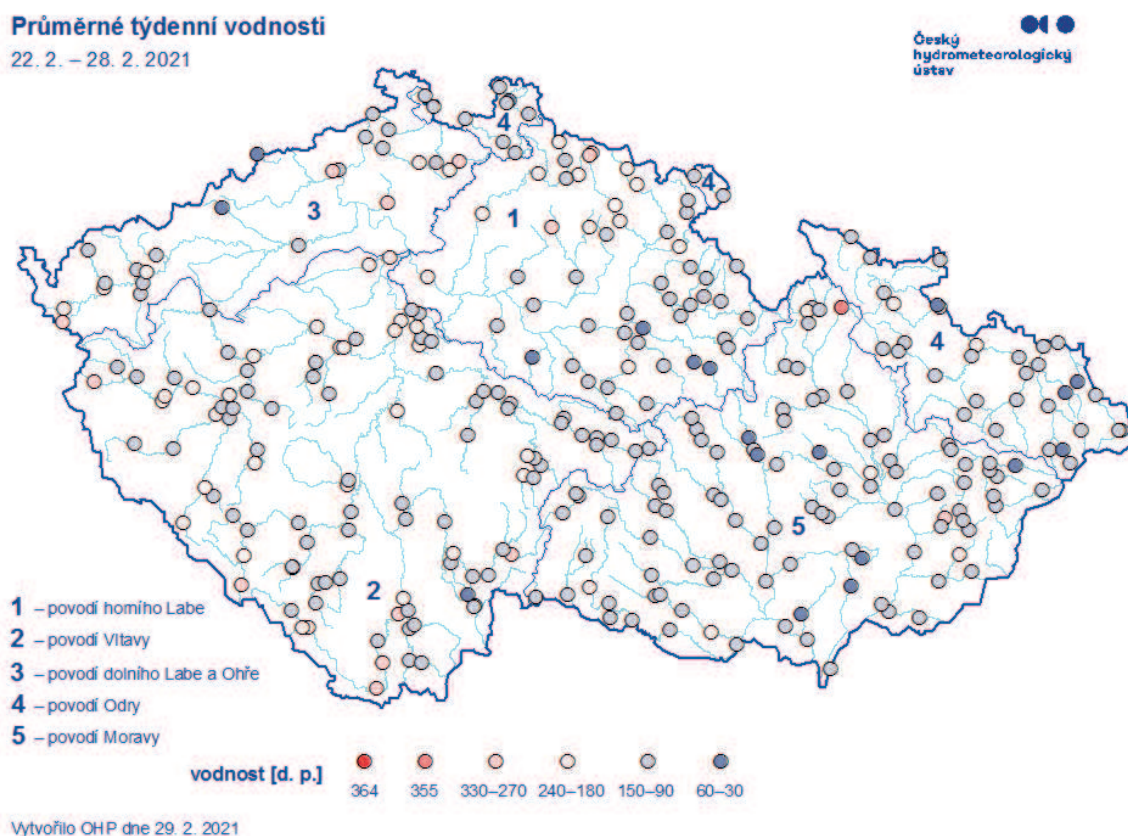 Průměrné týdenní vodnosti
22. 2. – 28. 2. 2021
Český
hydrometeorologický
ústav
4
4
3
1
4
5
2
1 – povodí horního Labe
2 – povodí Vltavy
3 – povodí dolního Labe a Ohře
4 – povodí Odry
5 – povodí Moravy
vodnost [d. p.]
364 355 330–270 240–180 150–90 60–30
Vytvořilo OHP dne 29. 2. 2021